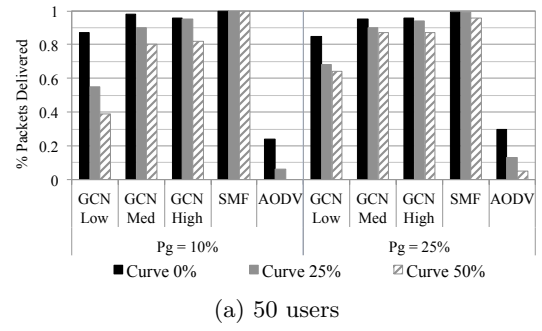 1
0.8
0.6
0.4
0.2
0
% Packets Delivered
GCN Low GCN Med GCN High SMF AODV GCN Low GCN Med GCN High SMF AODV
Pg = 10% Pg = 25%
Curve 0% Curve 25% Curve 50%
(a) 50 users